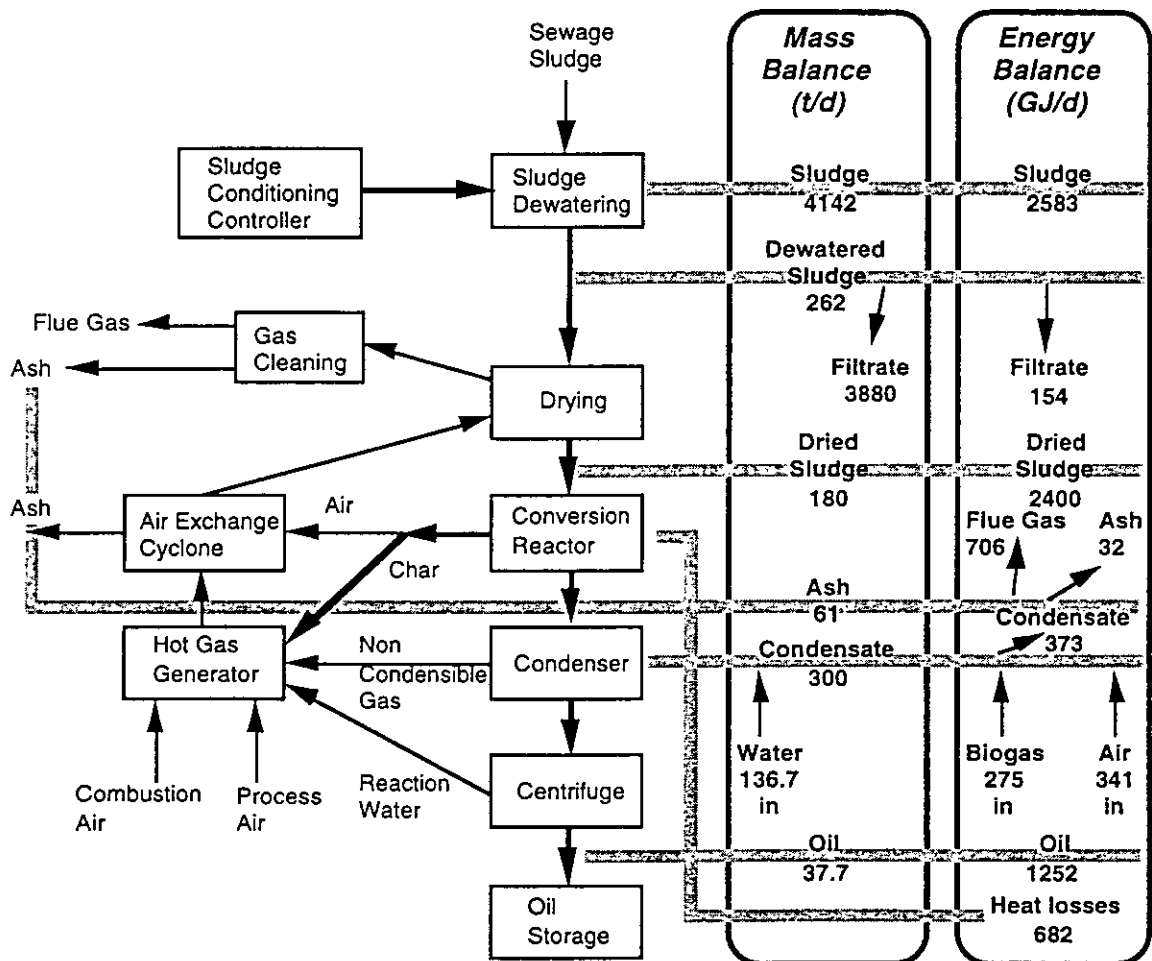 Sewage
Sludge
Mass
Balance
(t/d)
Energy
Balance
(GJ/d)
Sludge
Conditioning
Controller
Sludge
Dewatering
Sludge
4142
Sludge
2583
Dewatered
Sludge
262
Flue Gas
Ash
Gas
Cleaning
Filtrate
3880
Filtrate
154
Drying
Dried
Sludge
180
Dried
Sludge
2400
Ash
Air Exchange
Cyclone
Air
Char
Conversion
Reactor
Flue Gas
706
Ash
32
Ash
61
Hot Gas
Generator
Non
Condensible
Gas
Condenser
Condensate
300
Condensate
373
Combustion
Air
Process
Air
Reaction
Water
Centrifuge
Water
136.7
in
Biogas
275
in
Air
341
in
Oil
37.7
Oil
1252
Oil
Storage
Heat losses
682